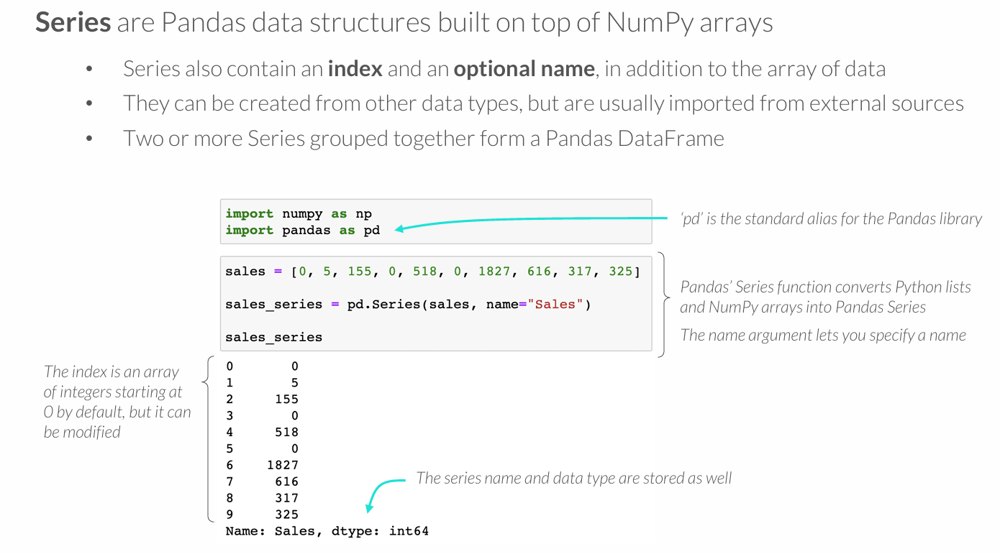 Series are Pandas data structures built on top of NumPy arrays
• Series also contain an index and an optional name, in addition to the array of data
• They can be created from other data types, but are usually imported from external sources
• Two or more Series grouped together form a Pandas DataFrame
import numpy as np
import pandas as pd
‘pd’ is the standard alias for the Pandas library
sales = [0, 5, 155, 0, 518, 0, 1827, 616, 317, 325]
sales_series = pd.Series(sales, name="Sales")
sales_series
Pandas’ Series function converts Python lists
and NumPy arrays into Pandas Series
The name argument lets you specify a name
The index is an array
of integers starting at
0 by default, but it can
be modified
0 0
1 5
2 155
3 0
4 518
5 0
6 1827
7 616
8 317
9 325
Name: Sales, dtype: int64
The series name and data type are stored as well